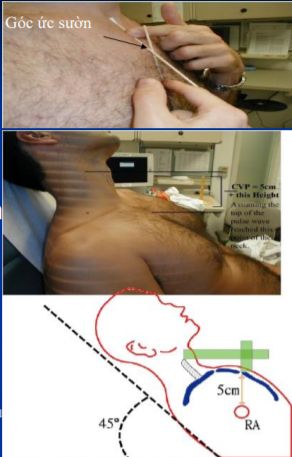 Góc ức sườn
CVP = 5cm
+ this Height
Assuming the
top of the
pulse wave
reached this
point of the
neck.
5cm
RA
45°